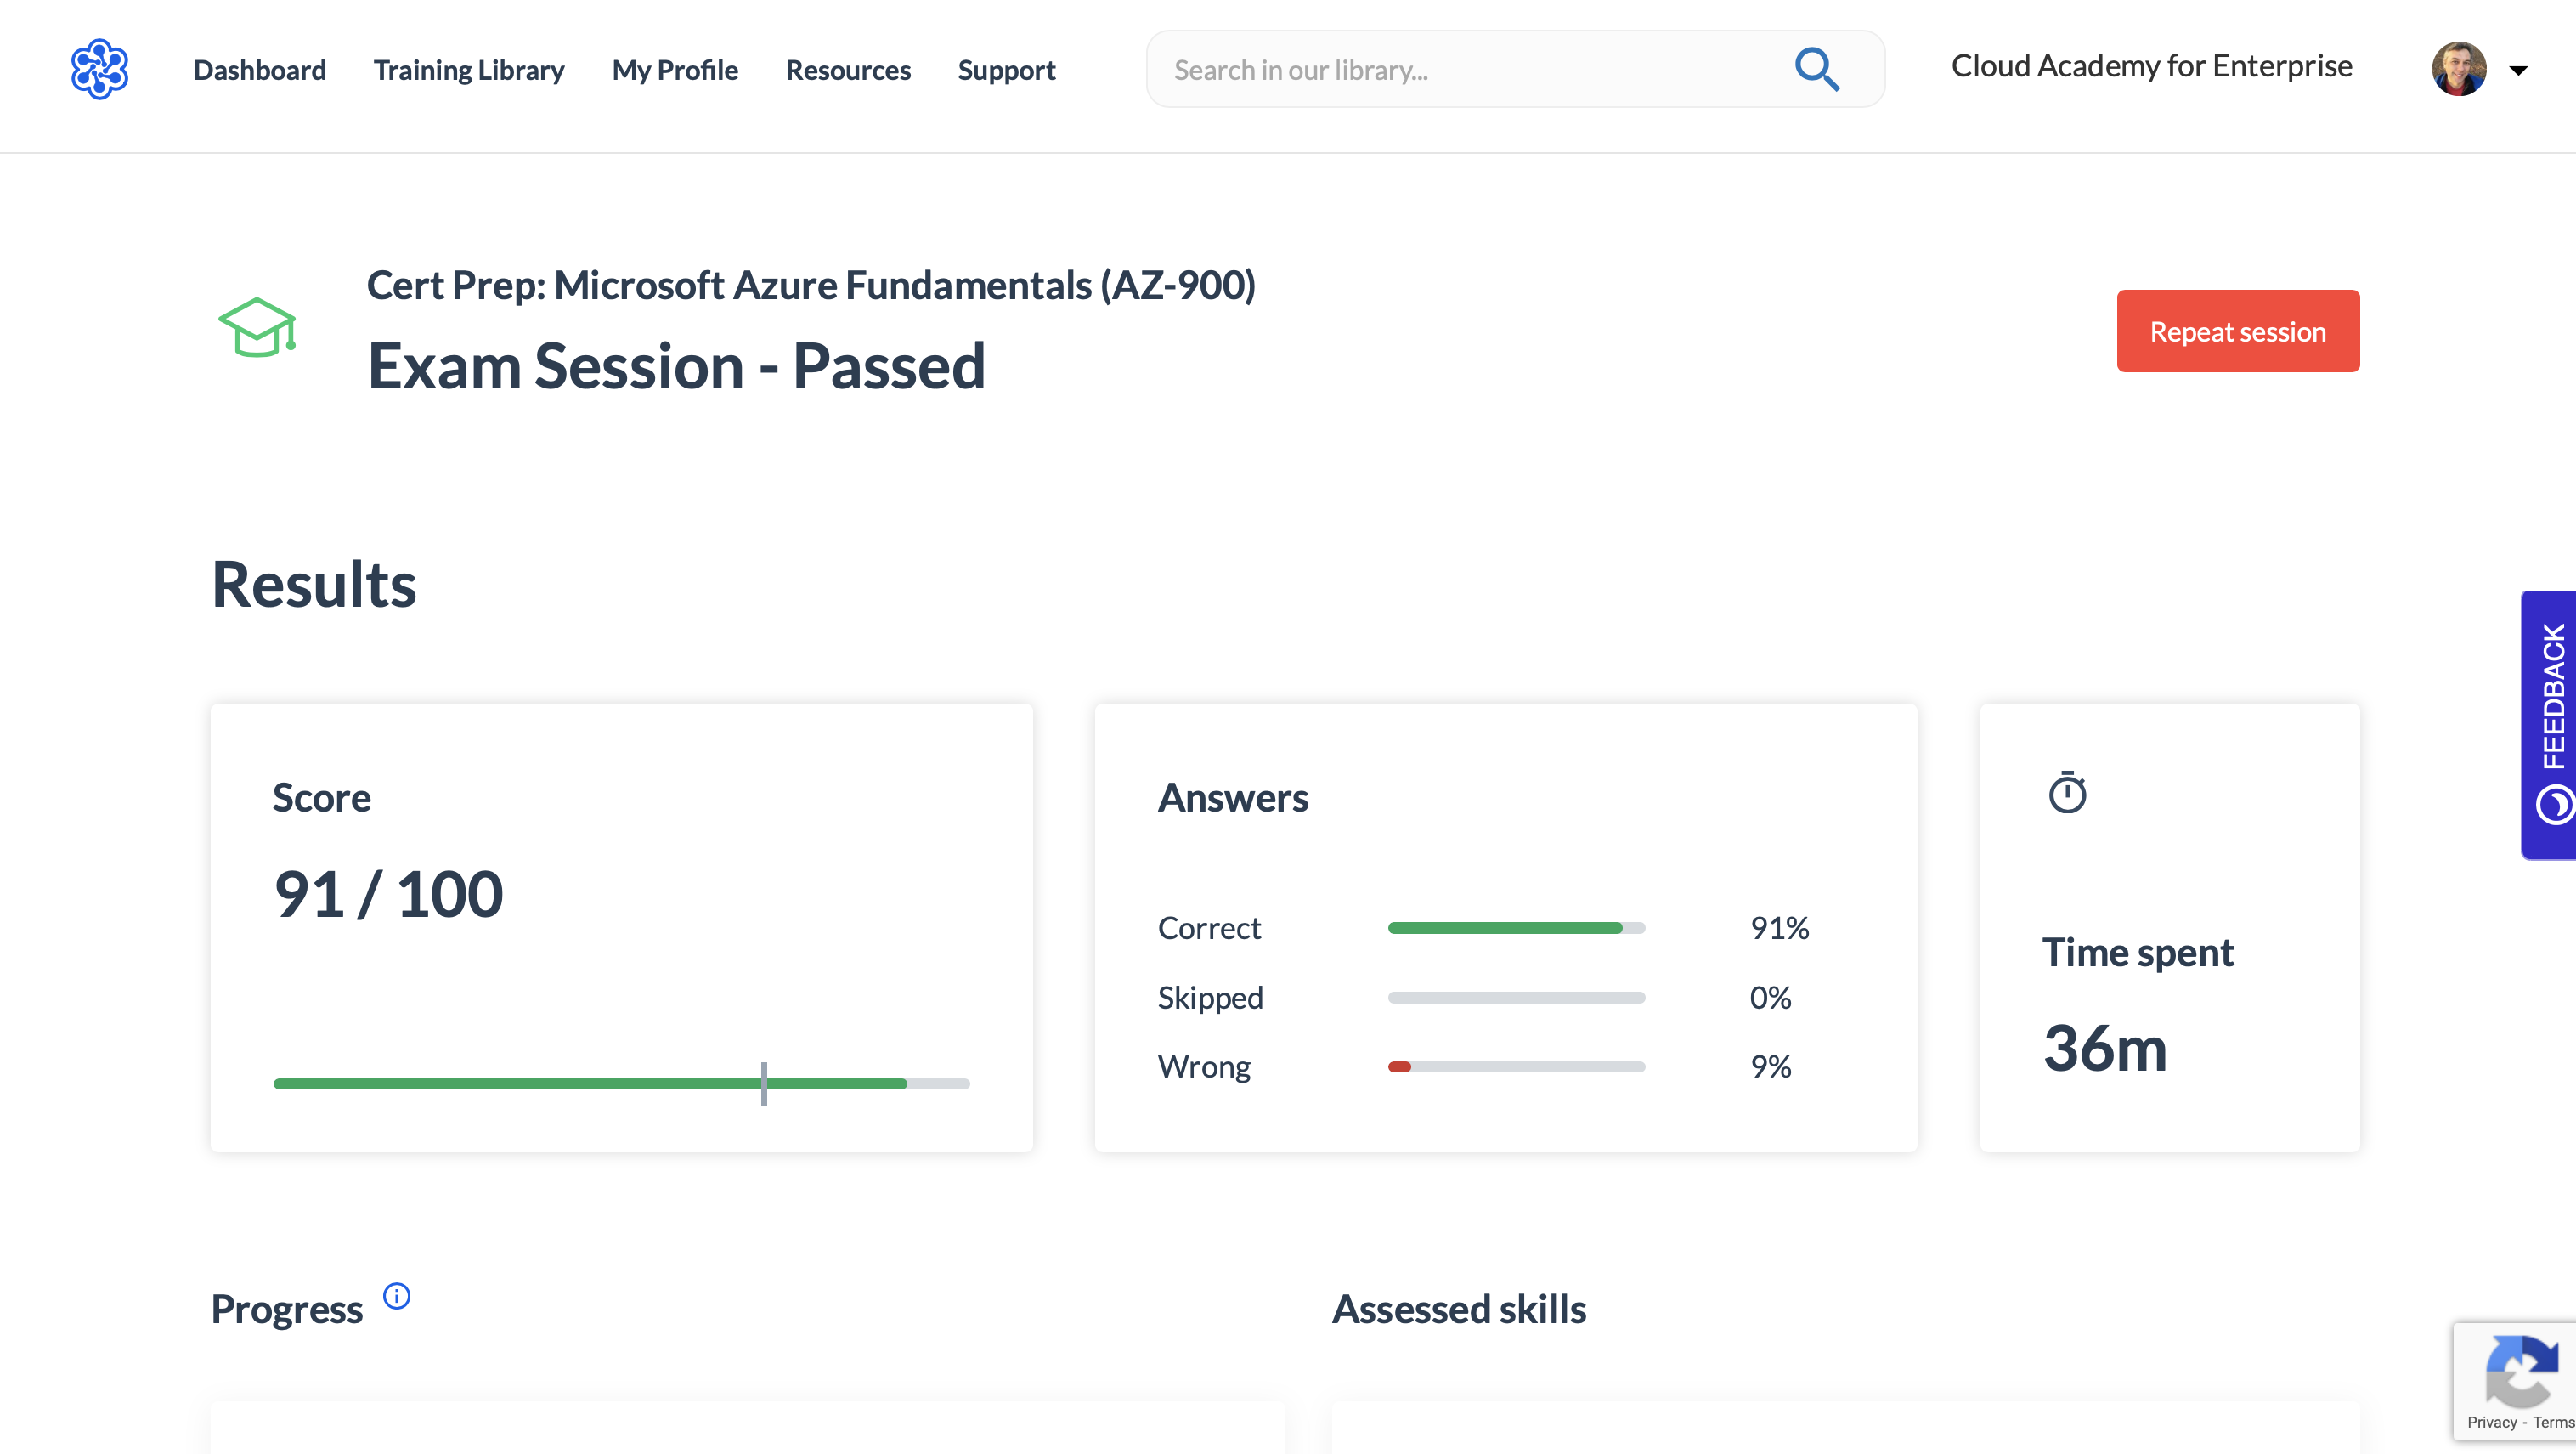 Dashboard Training Library My Profile Resources Support Search in our library... Cloud Academy for Enterprise
Cert Prep: Microsoft Azure Fundamentals (AZ-900)
Exam Session - Passed
Repeat session
Results
FEEDBACK
Score
91 / 100
Answers
Correct 91%
Skipped 0%
Wrong 9%
Time spent
36m
Progress
Assessed skills
Privacy - Terms